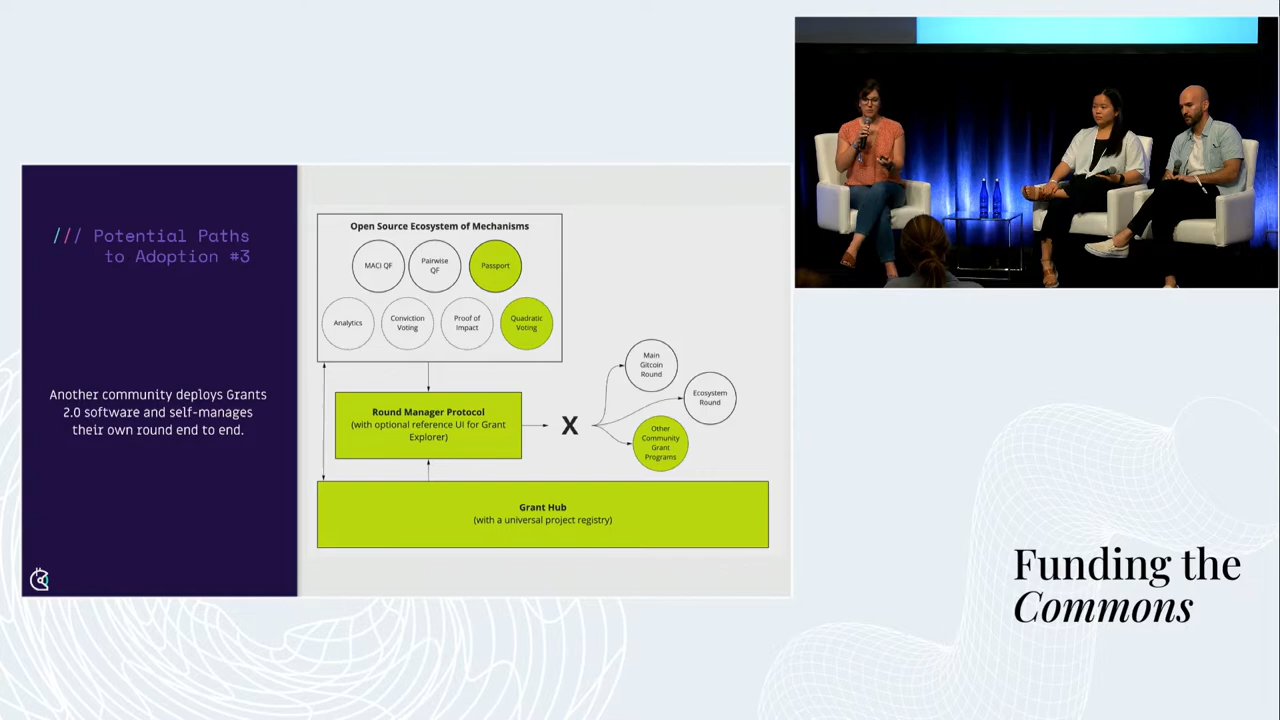 /// Potential Paths
to Adoption #3
Another community deploys Grants
2.0 software and self-manages
their own round end to end.
Open Source Ecosystem of Mechanisms
MACI QF
Pairwise
QF
Passport
Analytics
Conviction
Voting
Proof of
Impact
Quadratic
Voting
Round Manager Protocol
(with optional reference UI for Grant
Explorer)
X
Main
Gitcoin
Round
Ecosystem
Round
Other
Community
Grant
Programs
Grant Hub
(with a universal project registry)
Funding the
Commons